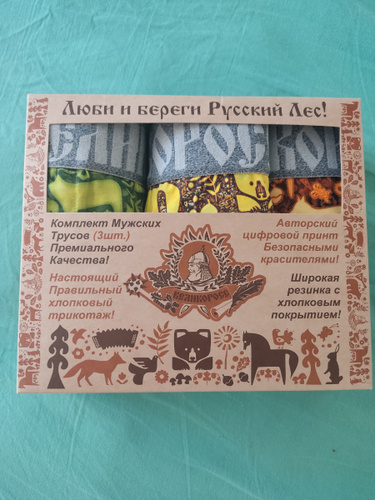 Люби и береги Русский Лес!
Комплект Мужских
Трусов (3шт.)
Премиального
Качества!
Настоящий
Правильный
хлопковый
трикотаж!
ВЕЛИКОРОСС
Авторский
цифровой принт
Безопасными
красителями!
Широкая
резинка с
хлопковым
покрытием!